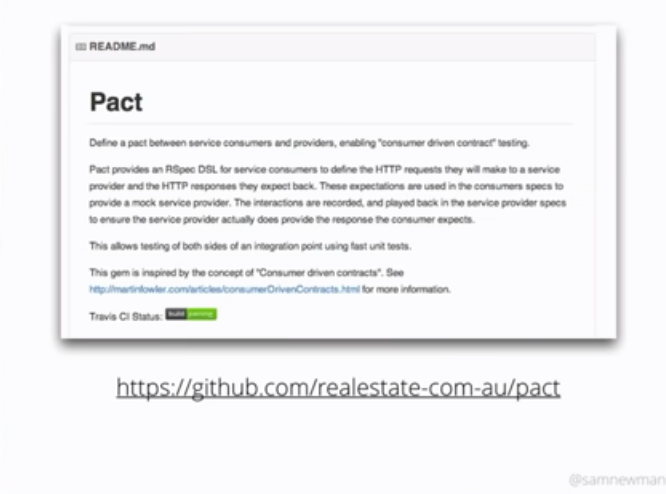 README.md
Pact
Define a pact between service consumers and providers, enabling "consumer driven contract" testing.
Pact provides an RSpec DSL for service consumers to define the HTTP requests they will make to a service
provider and the HTTP responses they expect back. These expectations are used in the consumers specs to
provide a mock service provider. The interactions are recorded, and played back in the service provider specs
to ensure the service provider actually does provide the response the consumer expects.
This allows testing of both sides of an integration point using fast unit tests.
This gem is inspired by the concept of "Consumer driven contracts". See
http://martinfowler.com/articles/consumerDrivenContracts.html for more information.
Travis CI Status: build passing
https://github.com/realestate-com-au/pact
@samnewman